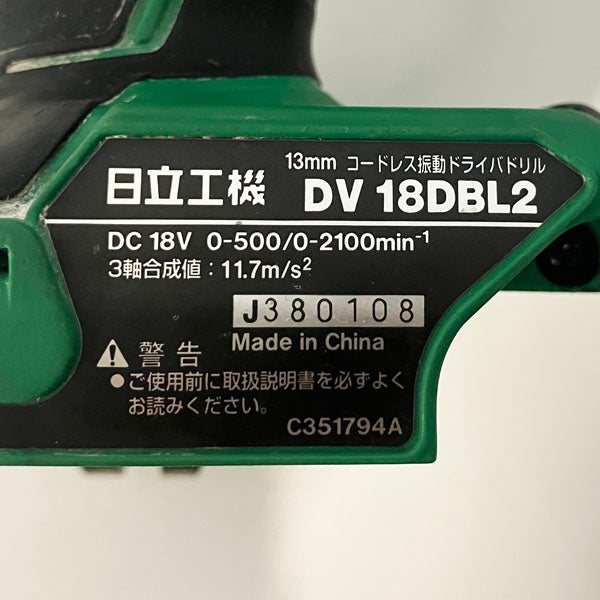 13mm コードレス振動ドライバドリル
日立工機 DV 18DBL2
DC 18V 0-500/0-2100min⁻¹
3軸合成値：11.7m/s²
J380108
Made in China
⚠ 警告
●ご使用前に取扱説明書を必ずよく
お読みください。
C351794A